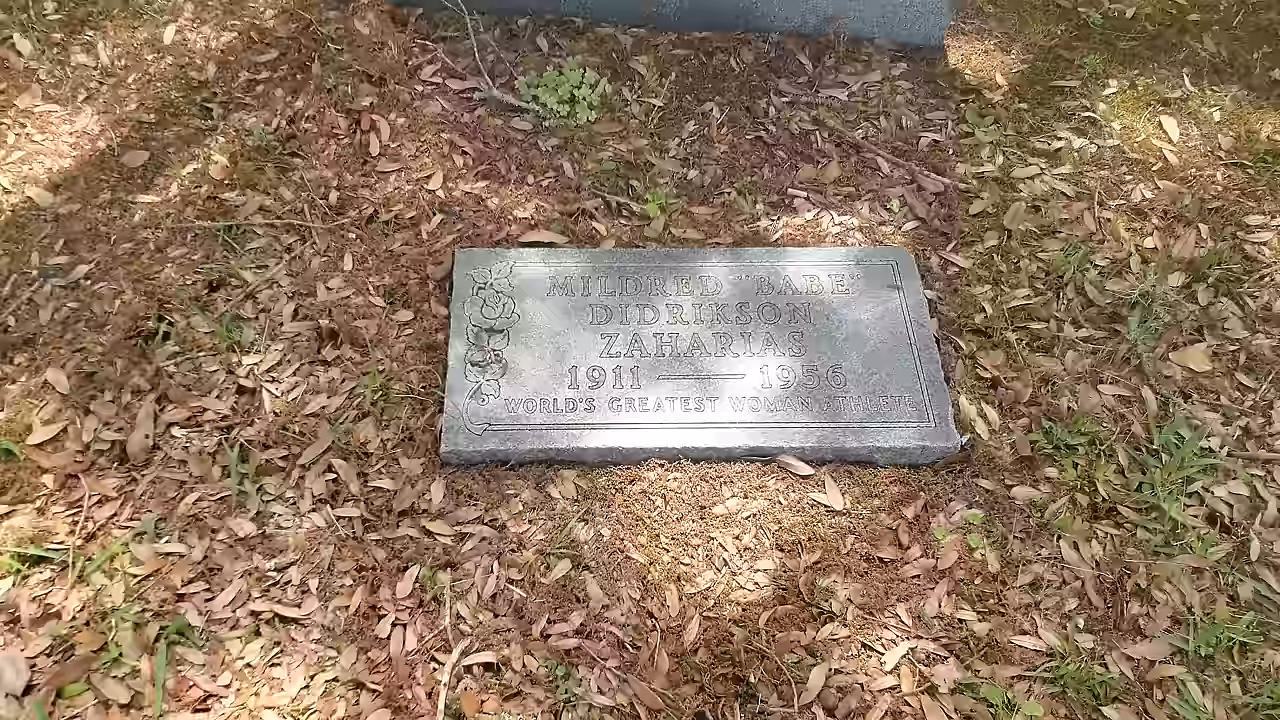 MILDRED "BABE"
DIDRIKSON
ZAHARIAS
1911 — 1956
WORLD'S GREATEST WOMAN ATHLETE